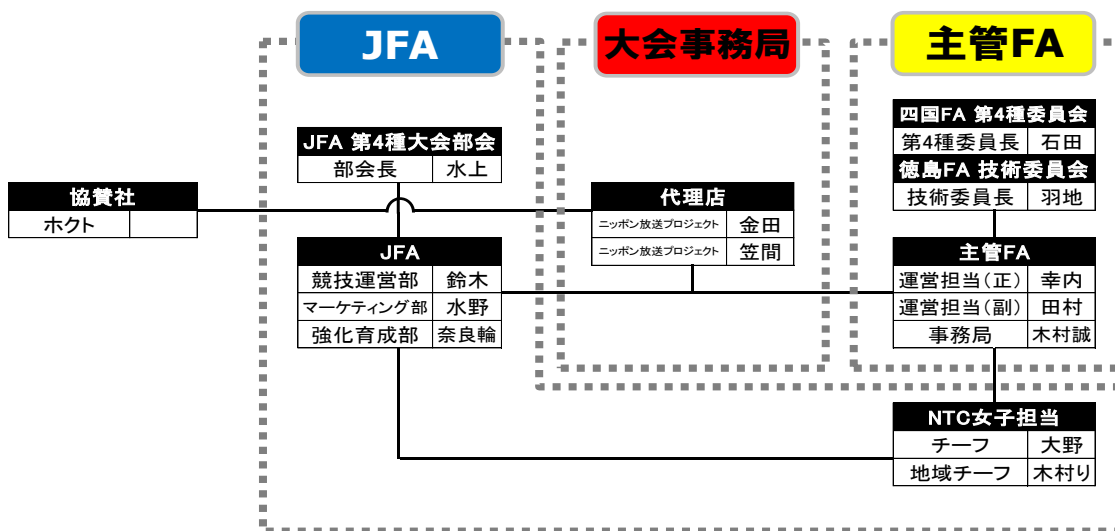 JFA
大会事務局
主管FA
JFA 第4種大会部会
部会長 水上
協賛社
ホクト
代理店
ニッポン放送プロジェクト 金田
ニッポン放送プロジェクト 笠間
四国FA 第4種委員会
第4種委員長 石田
徳島FA 技術委員会
技術委員長 羽地
JFA
競技運営部 鈴木
マーケティング部 水野
強化育成部 奈良輪
主管FA
運営担当(正) 幸内
運営担当(副) 田村
事務局 木村誠
NTC女子担当
チーフ 大野
地域チーフ 木村り